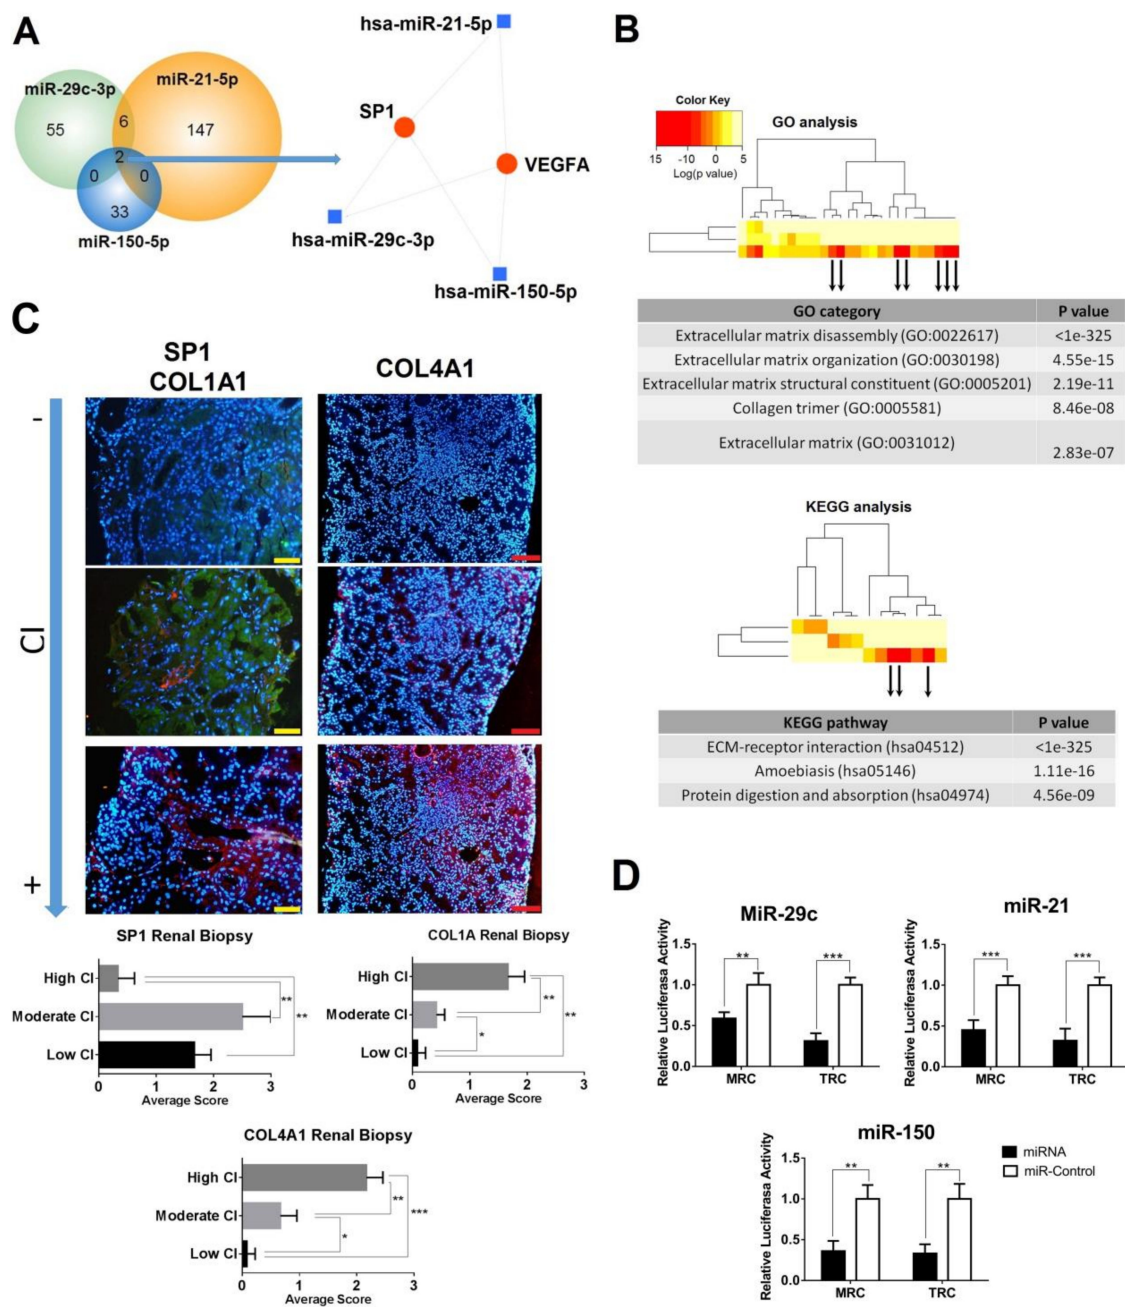 A
hsa-miR-21-5p
miR-29c-3p
miR-21-5p
55
6
147
2
0
0
33
miR-150-5p
SP1
VEGFA
hsa-miR-29c-3p
hsa-miR-150-5p
B
Color Key
15 -10 0 5
Log(p value)
GO analysis
GO category P value
Extracellular matrix disassembly (GO:0022617) <1e-325
Extracellular matrix organization (GO:0030198) 4.55e-15
Extracellular matrix structural constituent (GO:0005201) 2.19e-11
Collagen trimer (GO:0005581) 8.46e-08
Extracellular matrix (GO:0031012) 2.83e-07
KEGG analysis
KEGG pathway P value
ECM-receptor interaction (hsa04512) <1e-325
Amoebiasis (hsa05146) 1.11e-16
Protein digestion and absorption (hsa04974) 4.56e-09
C
SP1
COL1A1
COL4A1
-
CI
+
SP1 Renal Biopsy
High CI
Moderate CI
Low CI
**
**
0 1 2 3
Average Score
COL1A Renal Biopsy
High CI
Moderate CI
Low CI
**
**
*
0 1 2 3
Average Score
COL4A1 Renal Biopsy
High CI
Moderate CI
Low CI
**
***
*
0 1 2 3
Average Score
D
MiR-29c
Relative Luciferasa Activity
1.5
1.0
0.5
0.0
**
***
MRC TRC
miR-21
Relative Luciferasa Activity
1.5
1.0
0.5
0.0
***
***
MRC TRC
miR-150
Relative Luciferasa Activity
1.5
1.0
0.5
0.0
**
**
MRC TRC
miRNA
miR-Control